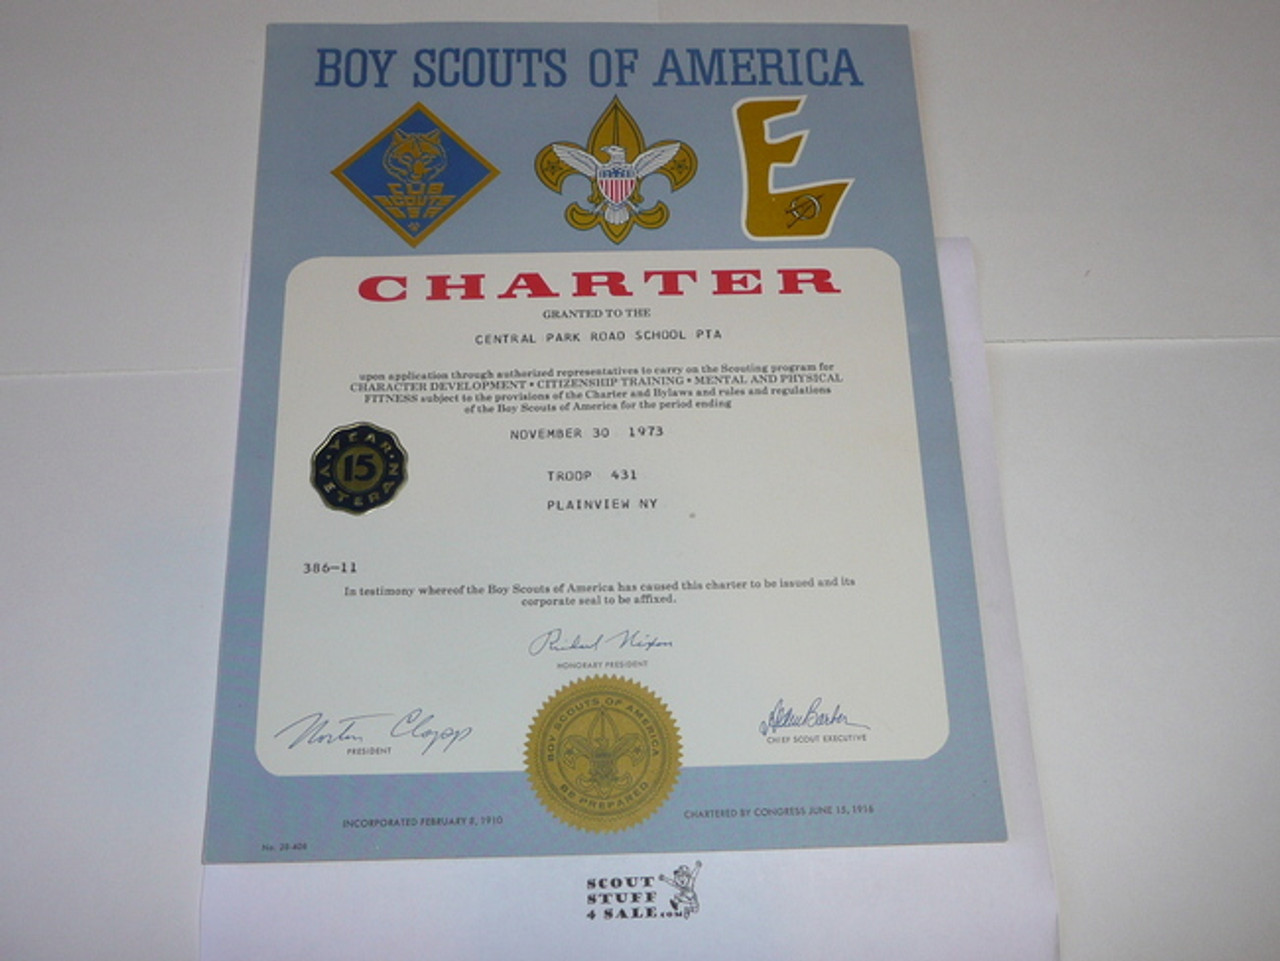 BOY SCOUTS OF AMERICA
CUB
SCOUTS
BSA
E
CHARTER
GRANTED TO THE
CENTRAL PARK ROAD SCHOOL PTA
upon application through authorized representatives to carry on the Scouting program for
CHARACTER DEVELOPMENT • CITIZENSHIP TRAINING • MENTAL AND PHYSICAL
FITNESS subject to the provisions of the Charter and Bylaws and rules and regulations
of the Boy Scouts of America for the period ending
NOVEMBER 30 1973
YEAR
15
VETERAN
TROOP 431
PLAINVIEW NY
386-11
In testimony whereof the Boy Scouts of America has caused this charter to be issued and its
corporate seal to be affixed.
Richard Nixon
HONORARY PRESIDENT
Norton Clapp
PRESIDENT
BOY SCOUTS OF AMERICA
BE PREPARED
Alden Barber
CHIEF SCOUT EXECUTIVE
INCORPORATED FEBRUARY 8, 1910
CHARTERED BY CONGRESS JUNE 15, 1916
No. 28-406
SCOUT
STUFF
4 SALE.COM